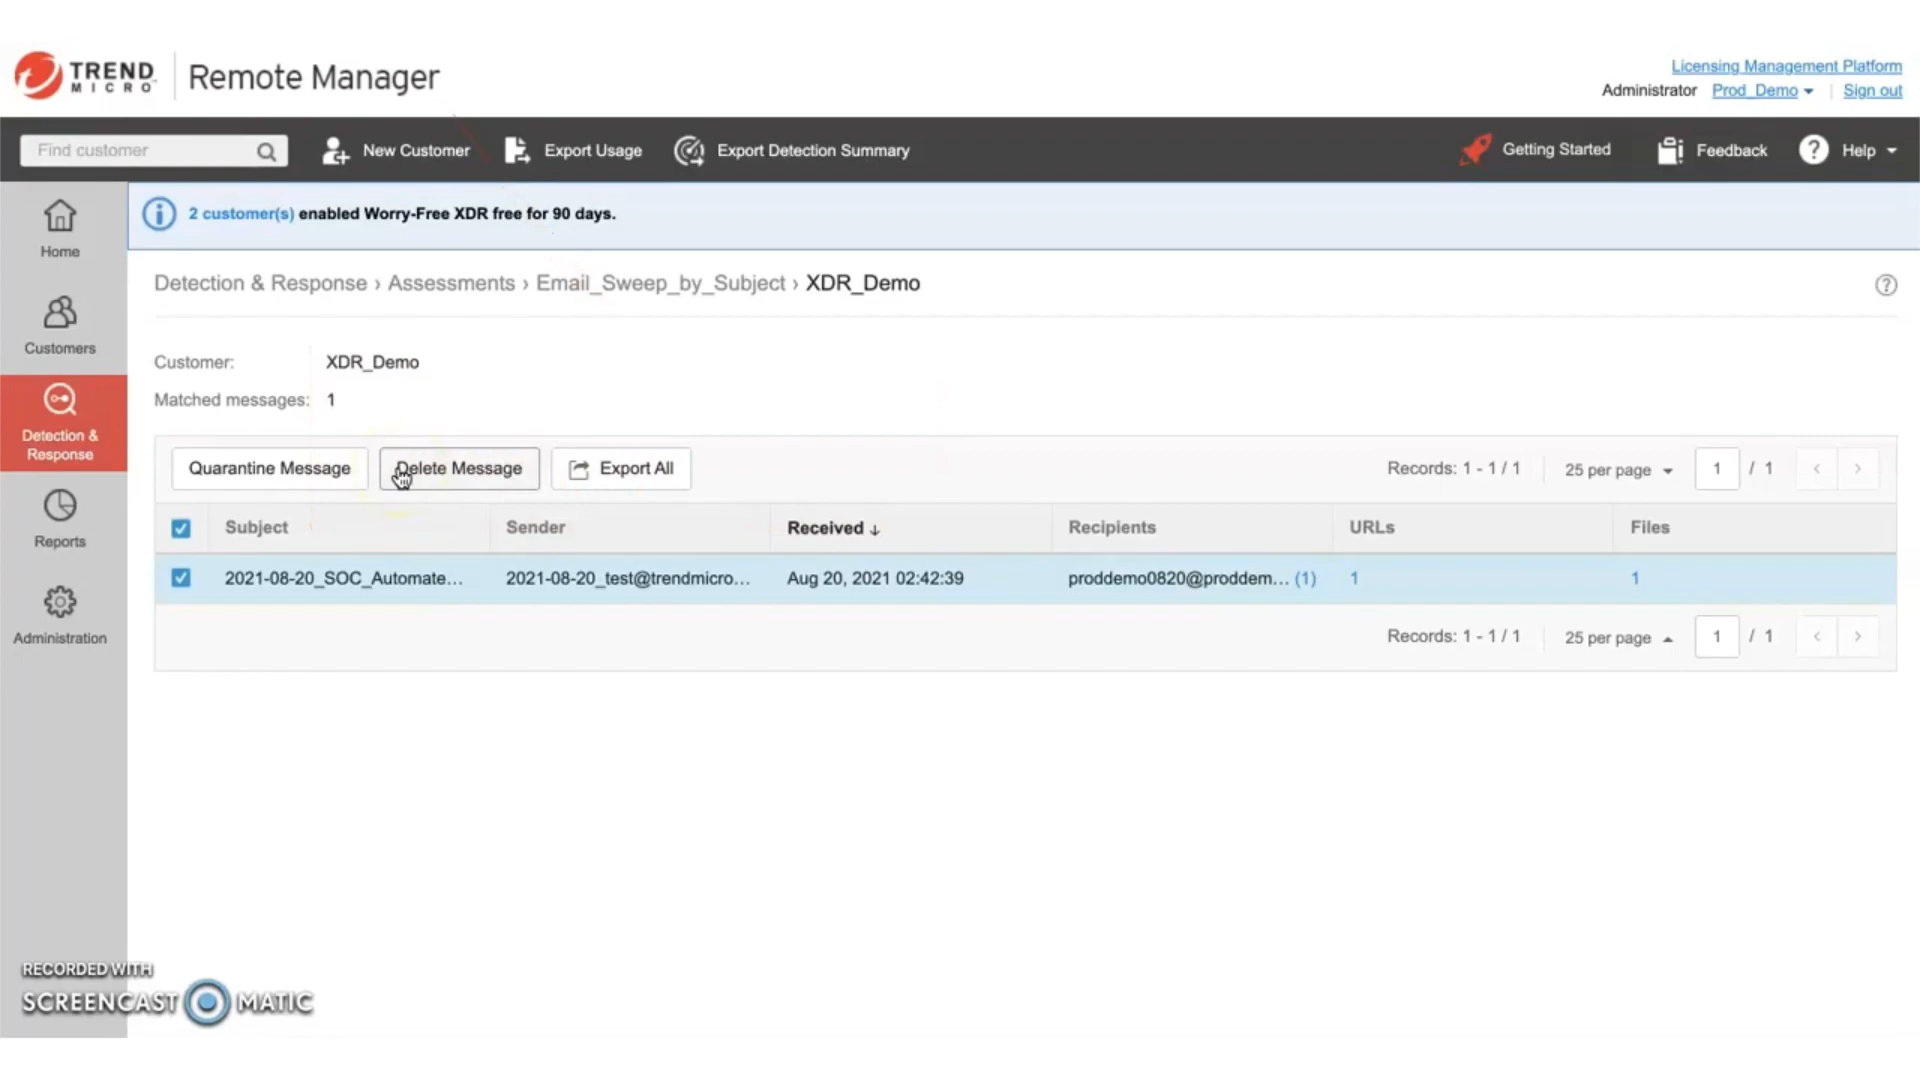 TREND MICRO Remote Manager
Licensing Management Platform
Administrator Prod_Demo Sign out
Find customer New Customer Export Usage Export Detection Summary Getting Started Feedback Help
Home
Customers
Detection & Response
Reports
Administration
2 customer(s) enabled Worry-Free XDR free for 90 days.
Detection & Response › Assessments › Email_Sweep_by_Subject › XDR_Demo
Customer: XDR_Demo
Matched messages: 1
Quarantine Message Delete Message Export All Records: 1 - 1 / 1 25 per page 1 / 1
Subject Sender Received ↓ Recipients URLs Files
2021-08-20_SOC_Automate... 2021-08-20_test@trendmicro... Aug 20, 2021 02:42:39 proddemo0820@proddem... (1) 1 1
Records: 1 - 1 / 1 25 per page 1 / 1
RECORDED WITH
SCREENCAST MATIC